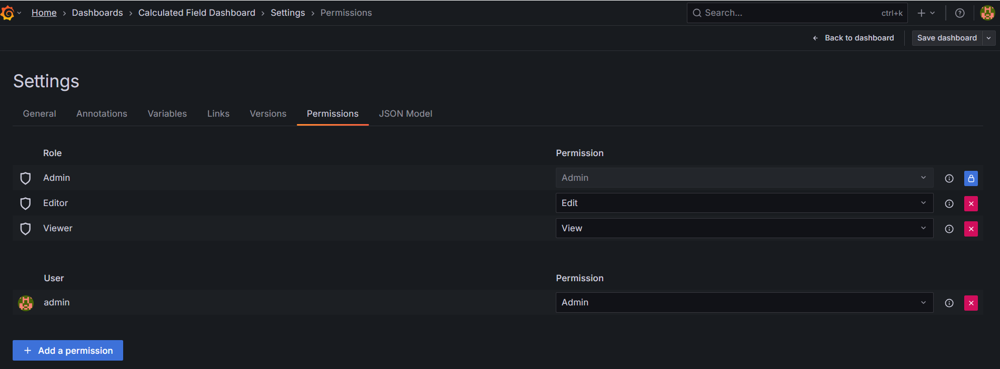 Home > Dashboards > Calculated Field Dashboard > Settings > Permissions
Search... ctrl+k
Back to dashboard
Save dashboard
Settings
General Annotations Variables Links Versions Permissions JSON Model
Role Permission
Admin Admin
Editor Edit
Viewer View
User Permission
admin Admin
+ Add a permission